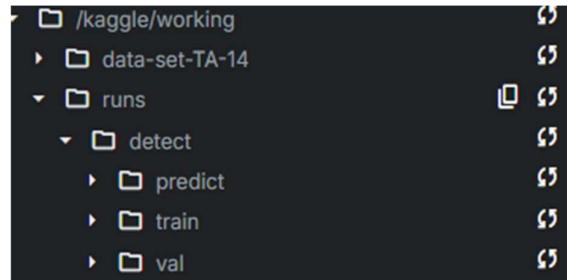 /kaggle/working
data-set-TA-14
runs
detect
predict
train
val